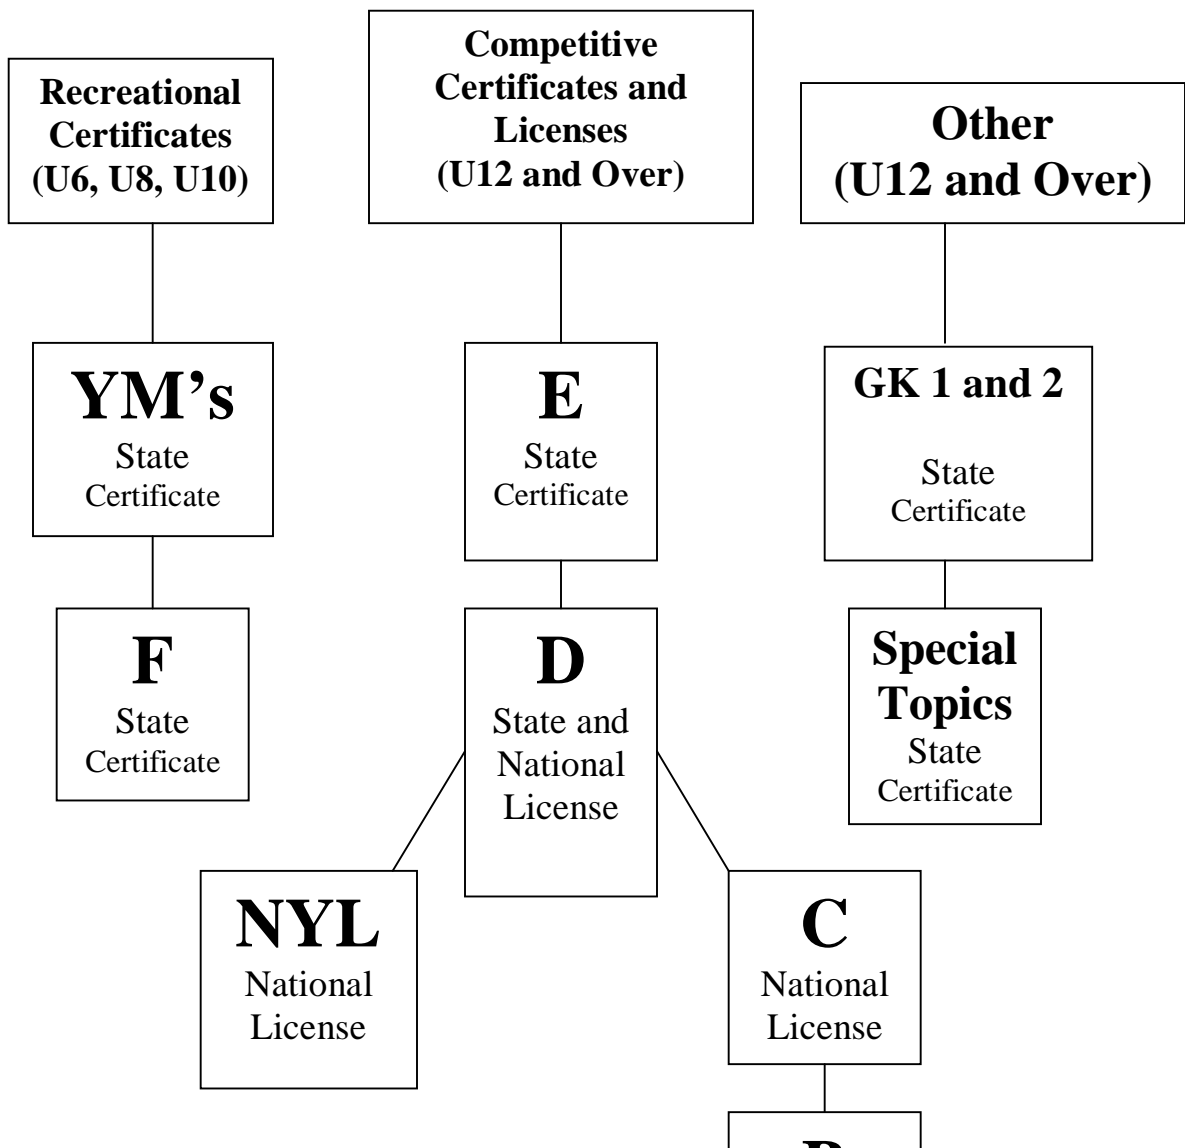 Recreational
Certificates
(U6, U8, U10)
Competitive
Certificates and
Licenses
(U12 and Over)
Other
(U12 and Over)
YM's
State
Certificate
E
State
Certificate
GK 1 and 2
State
Certificate
F
State
Certificate
D
State and
National
License
Special
Topics
State
Certificate
NYL
National
License
C
National
License